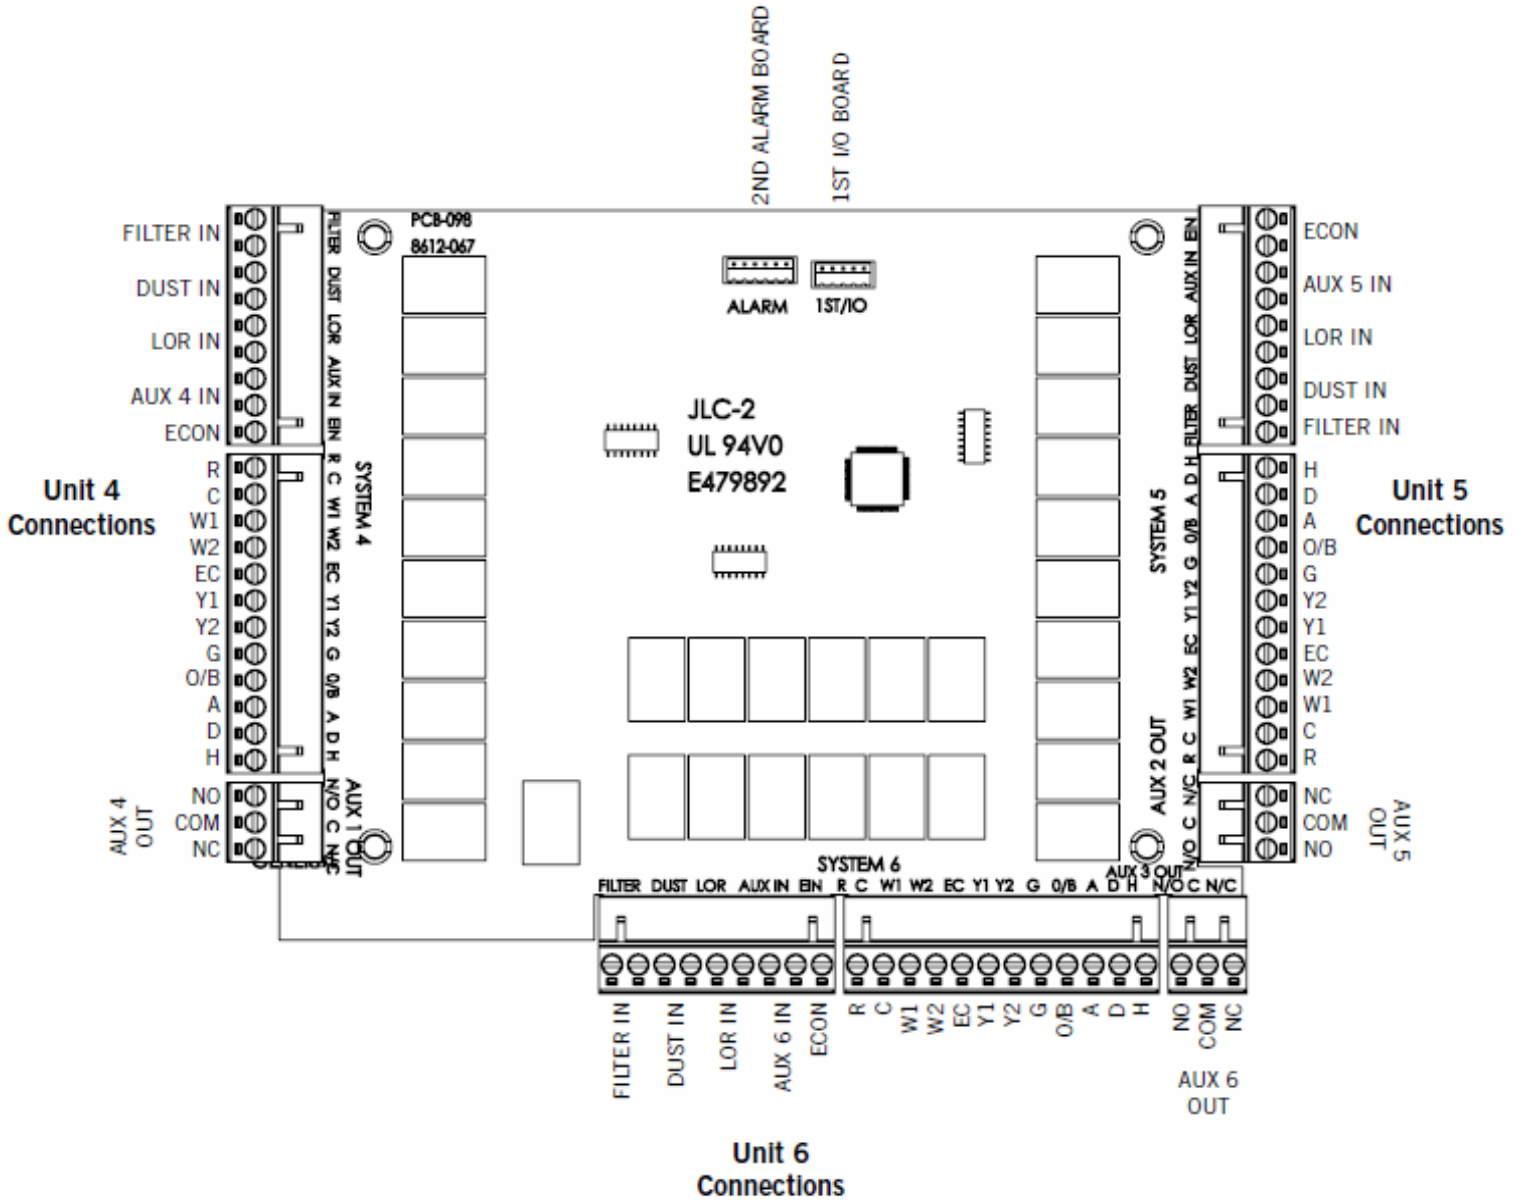 2ND ALARM BOARD
1ST I/O BOARD
PCB-098
8612-067
ALARM
1ST/IO
JLC-2
UL 94V0
E479892
FILTER IN
DUST IN
LOR IN
AUX 4 IN
ECON
R
C
W1
W2
EC
Y1
Y2
G
O/B
A
D
H
NO
COM
NC
AUX 4
OUT
Unit 4
Connections
FILTER DUST LOR AUX IN EIN
R C W1 W2 EC Y1 Y2 G 0/B A D H
N/O C N/C
SYSTEM 4
AUX 1 OUT
EIN AUX IN LOR DUST FILTER
H D A 0/B G Y2 Y1 EC W2 W1 C R
N/C C N/O
SYSTEM 5
AUX 2 OUT
ECON
AUX 5 IN
LOR IN
DUST IN
FILTER IN
H
D
A
O/B
G
Y2
Y1
EC
W2
W1
C
R
NC
COM
NO
AUX 5
OUT
Unit 5
Connections
SYSTEM 6
AUX 3 OUT
FILTER DUST LOR AUX IN EIN R C W1 W2 EC Y1 Y2 G 0/B A D H N/O C N/C
FILTER IN
DUST IN
LOR IN
AUX 6 IN
ECON
R
C
W1
W2
EC
Y1
Y2
G
O/B
A
D
H
NO
COM
NC
AUX 6
OUT
Unit 6
Connections